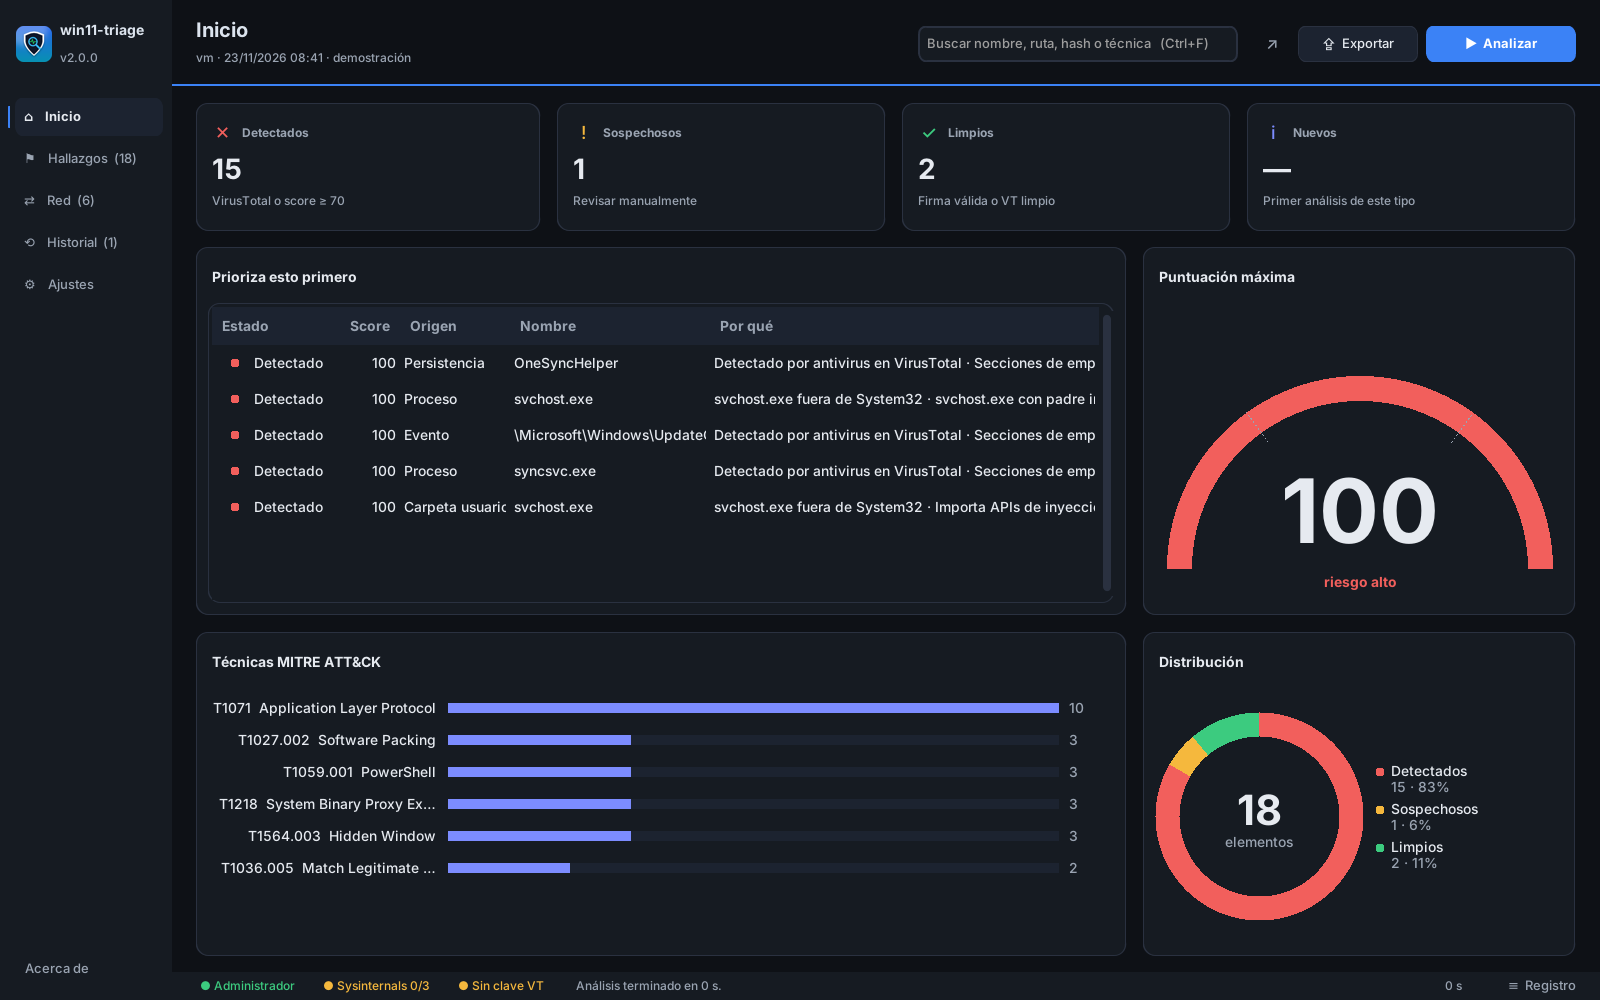 win11-triage
v2.0.0
Inicio
Hallazgos (18)
Red (6)
Historial (1)
Ajustes
Acerca de
Inicio
vm · 23/11/2026 08:41 · demostración
Buscar nombre, ruta, hash o técnica (Ctrl+F)
Exportar
Analizar
Detectados
15
VirusTotal o score ≥ 70
Sospechosos
1
Revisar manualmente
Limpios
2
Firma válida o VT limpio
Nuevos
—
Primer análisis de este tipo
Prioriza esto primero
Estado Score Origen Nombre Por qué
Detectado 100 Persistencia OneSyncHelper Detectado por antivirus en VirusTotal · Secciones de emp
Detectado 100 Proceso svchost.exe svchost.exe fuera de System32 · svchost.exe con padre i
Detectado 100 Evento \Microsoft\Windows\Update Detectado por antivirus en VirusTotal · Secciones de emp
Detectado 100 Proceso syncsvc.exe Detectado por antivirus en VirusTotal · Secciones de emp
Detectado 100 Carpeta usuario svchost.exe svchost.exe fuera de System32 · Importa APIs de inyecci
Puntuación máxima
100
riesgo alto
Técnicas MITRE ATT&CK
T1071 Application Layer Protocol 10
T1027.002 Software Packing 3
T1059.001 PowerShell 3
T1218 System Binary Proxy Ex... 3
T1564.003 Hidden Window 3
T1036.005 Match Legitimate ... 2
Distribución
18
elementos
Detectados
15 · 83%
Sospechosos
1 · 6%
Limpios
2 · 11%
Administrador
Sysinternals 0/3
Sin clave VT
Análisis terminado en 0 s.
0 s
Registro